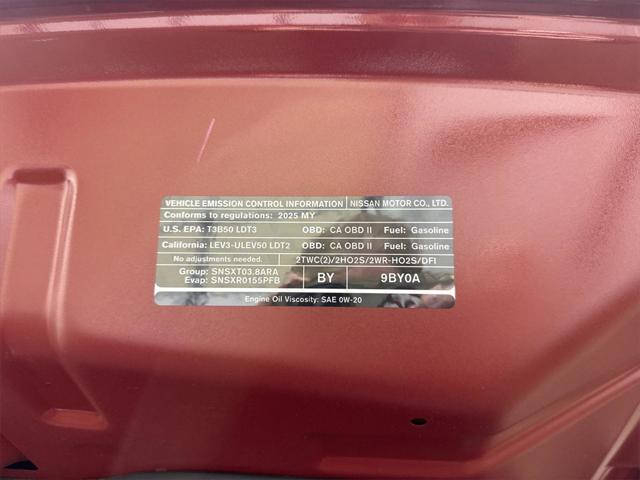 VEHICLE EMISSION CONTROL INFORMATION NISSAN MOTOR CO., LTD.
Conforms to regulations: 2025 MY
U.S. EPA: T3B50 LDT3 OBD: CA OBD II Fuel: Gasoline
California: LEV3-ULEV50 LDT2 OBD: CA OBD II Fuel: Gasoline
No adjustments needed. 2TWC(2)/2HO2S/2WR-HO2S/DFI
Group: SNSXT03.8ARA BY 9BY0A
Evap: SNSXR0155PFB
Engine Oil Viscosity: SAE 0W-20